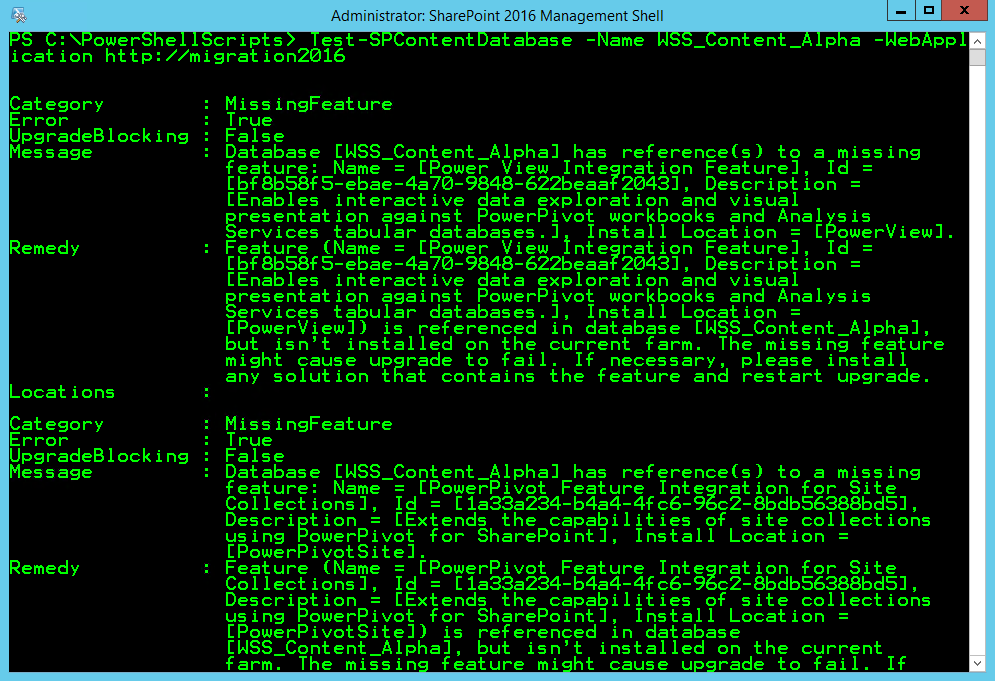 Administrator: SharePoint 2016 Management Shell
PS C:\PowerShellScripts> Test-SPContentDatabase -Name WSS_Content_Alpha -WebAppl
ication http://migration2016
Category : MissingFeature
Error : True
UpgradeBlocking : False
Message : Database [WSS_Content_Alpha] has reference(s) to a missing
feature: Name = [Power View Integration Feature], Id =
[bf8b58f5-ebae-4a70-9848-622beaaf2043], Description =
[Enables interactive data exploration and visual
presentation against PowerPivot workbooks and Analysis
Services tabular databases.], Install Location = [PowerView].
Remedy : Feature (Name = [Power View Integration Feature], Id =
[bf8b58f5-ebae-4a70-9848-622beaaf2043], Description =
[Enables interactive data exploration and visual
presentation against PowerPivot workbooks and Analysis
Services tabular databases.], Install Location =
[PowerView]) is referenced in database [WSS_Content_Alpha],
but isn't installed on the current farm. The missing feature
might cause upgrade to fail. If necessary, please install
any solution that contains the feature and restart upgrade.
Locations :
Category : MissingFeature
Error : True
UpgradeBlocking : False
Message : Database [WSS_Content_Alpha] has reference(s) to a missing
feature: Name = [PowerPivot Feature Integration for Site
Collections], Id = [1a33a234-b4a4-4fc6-96c2-8bdb56388bd5],
Description = [Extends the capabilities of site collections
using PowerPivot for SharePoint], Install Location =
[PowerPivotSite].
Remedy : Feature (Name = [PowerPivot Feature Integration for Site
Collections], Id = [1a33a234-b4a4-4fc6-96c2-8bdb56388bd5],
Description = [Extends the capabilities of site collections
using PowerPivot for SharePoint], Install Location =
[PowerPivotSite]) is referenced in database
[WSS_Content_Alpha], but isn't installed on the current
farm. The missing feature might cause upgrade to fail. If